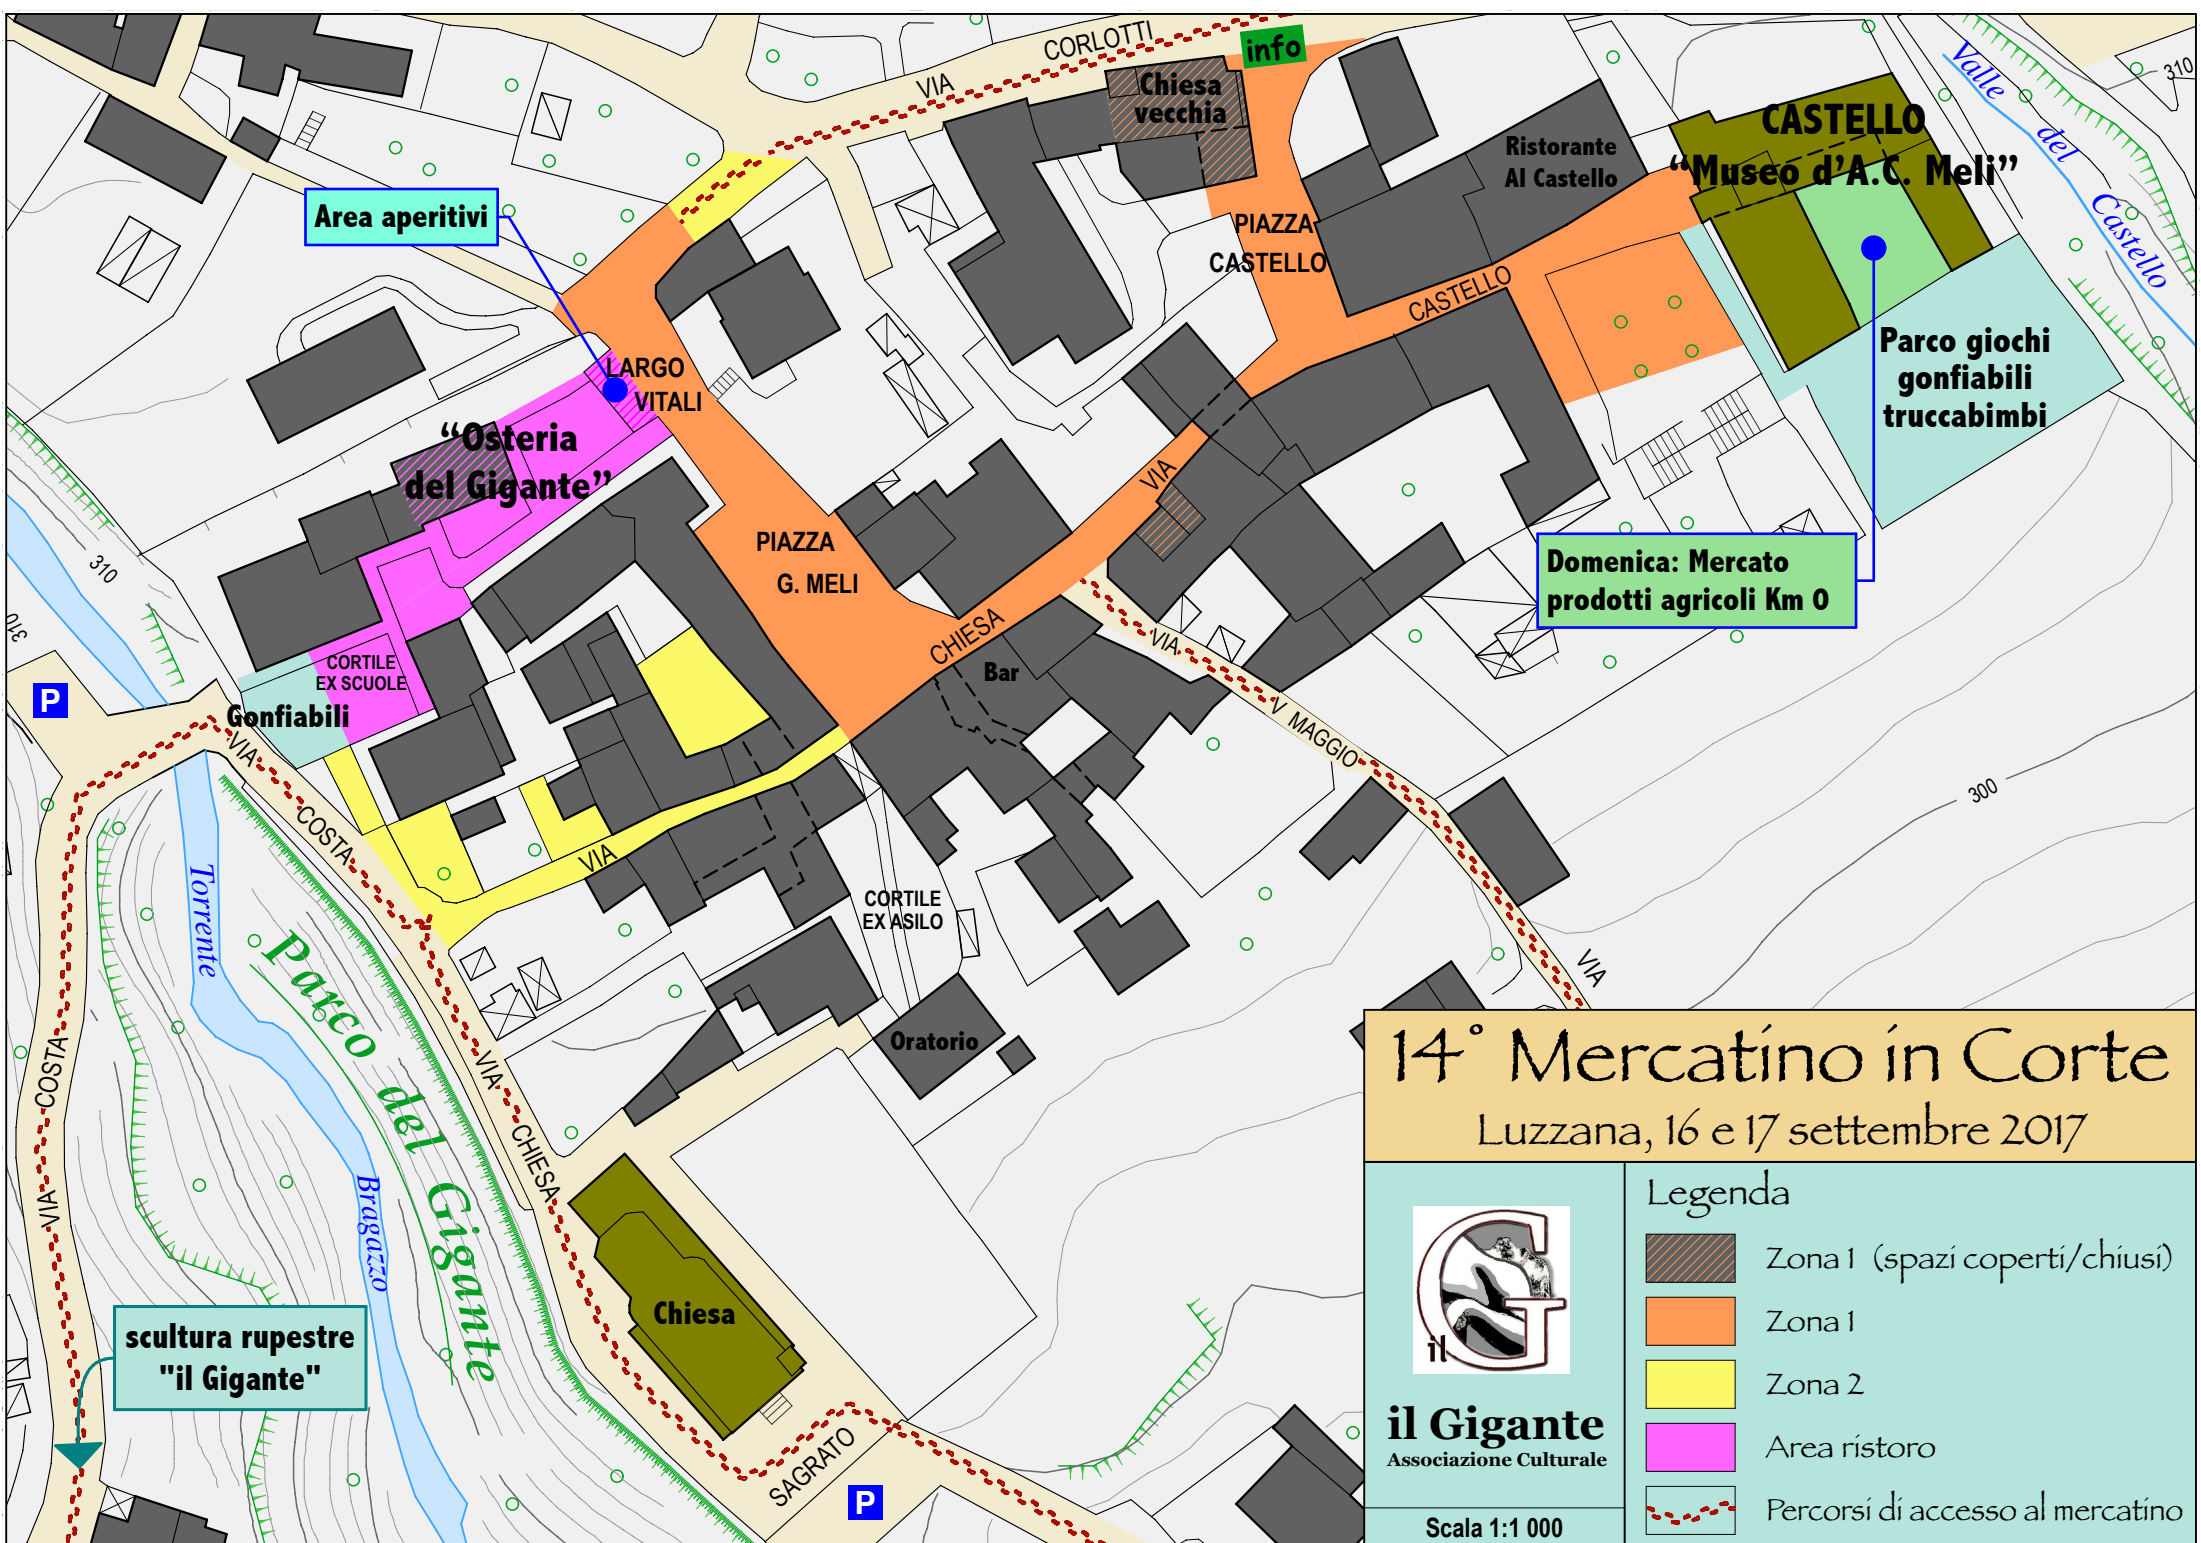 VIA CORLOTTI
info
Chiesa
vecchia
Ristorante
Al Castello
CASTELLO
“Museo d’A.C. Meli”
Valle del Castello
310
Area aperitivi
PIAZZA
CASTELLO
VIA CASTELLO
LARGO
VITALI
Parco giochi
gonfiabili
truccabimbi
“Osteria
del Gigante”
PIAZZA
G. MELI
Domenica: Mercato
prodotti agricoli Km 0
310
310
CHIESA
Bar
VIA
V MAGGIO
VIA
CORTILE
EX SCUOLE
Gonfiabili
P
VIA COSTA
300
VIA
CORTILE
EX ASILO
Torrente
Bragazzo
Parco del Gigante
Oratorio
VIA CHIESA
VIA COSTA
Chiesa
scultura rupestre
"il Gigante"
SAGRATO
P
14° Mercatino in Corte
Luzzana, 16 e 17 settembre 2017
il G
il Gigante
Associazione Culturale
Scala 1:1 000
Legenda
Zona 1 (spazi coperti/chiusi)
Zona 1
Zona 2
Area ristoro
Percorsi di accesso al mercatino